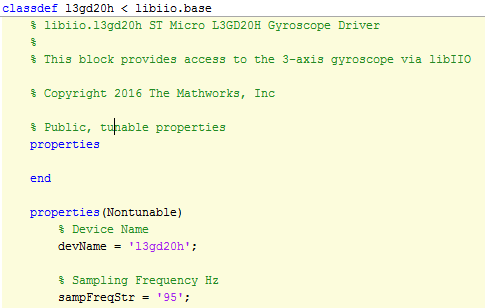 classdef l3gd20h < libiio.base
% libiio.l3gd20h ST Micro L3GD20H Gyroscope Driver
%
% This block provides access to the 3-axis gyroscope via libIIO
% Copyright 2016 The Mathworks, Inc
% Public, tunable properties
properties
end
properties(Nontunable)
% Device Name
devName = 'l3gd20h';
% Sampling Frequency Hz
sampFreqStr = '95';